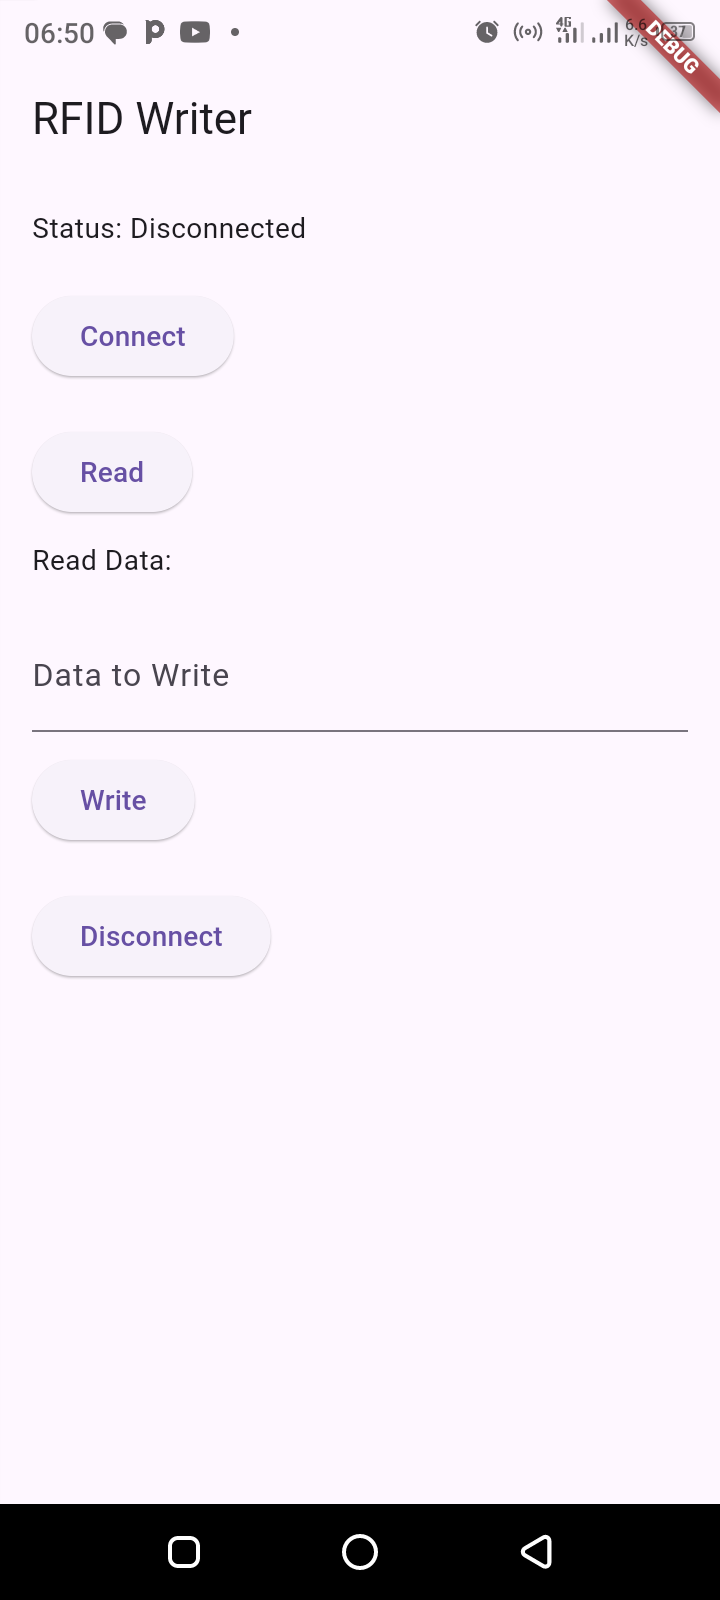 06:50 4G 6.6 K/s 37
DEBUG
RFID Writer
Status: Disconnected
Connect
Read
Read Data:
Data to Write
Write
Disconnect